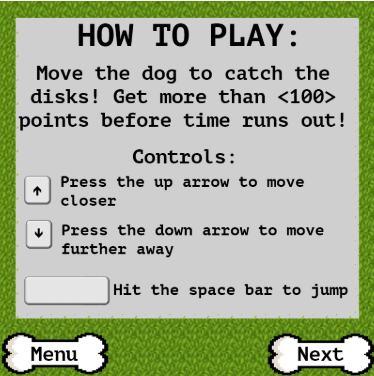 HOW TO PLAY:
Move the dog to catch the
disks! Get more than <100>
points before time runs out!
Controls:
↑ Press the up arrow to move
closer
↓ Press the down arrow to move
further away
Hit the space bar to jump
Menu
Next